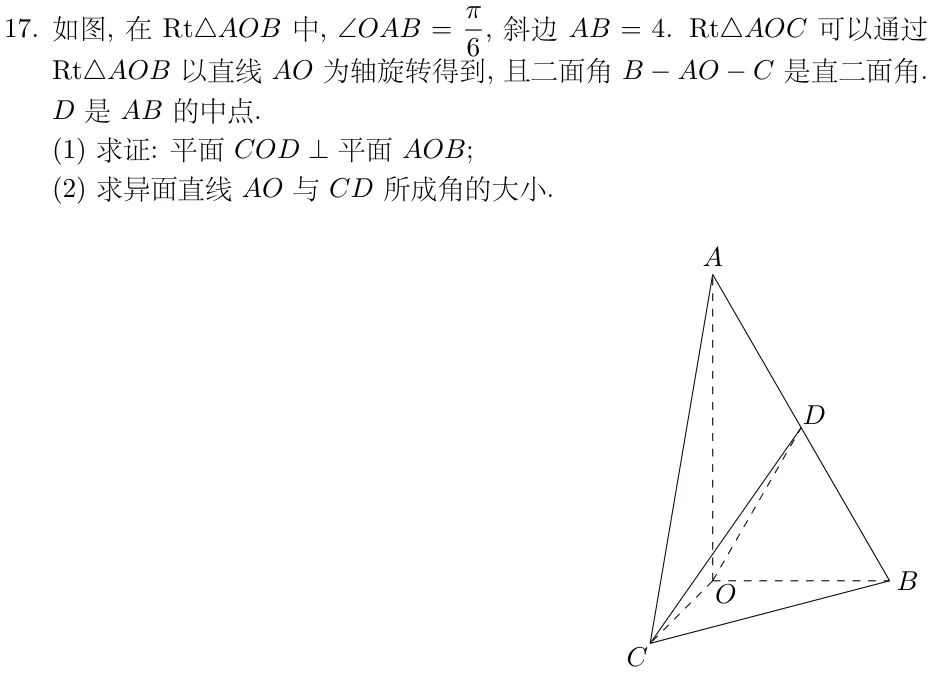 17. 如图, 在 Rt△AOB 中, ∠OAB = π/6, 斜边 AB = 4. Rt△AOC 可以通过
Rt△AOB 以直线 AO 为轴旋转得到, 且二面角 B − AO − C 是直二面角.
D 是 AB 的中点.
(1) 求证: 平面 COD ⊥ 平面 AOB;
(2) 求异面直线 AO 与 CD 所成角的大小.
A
D
O
B
C